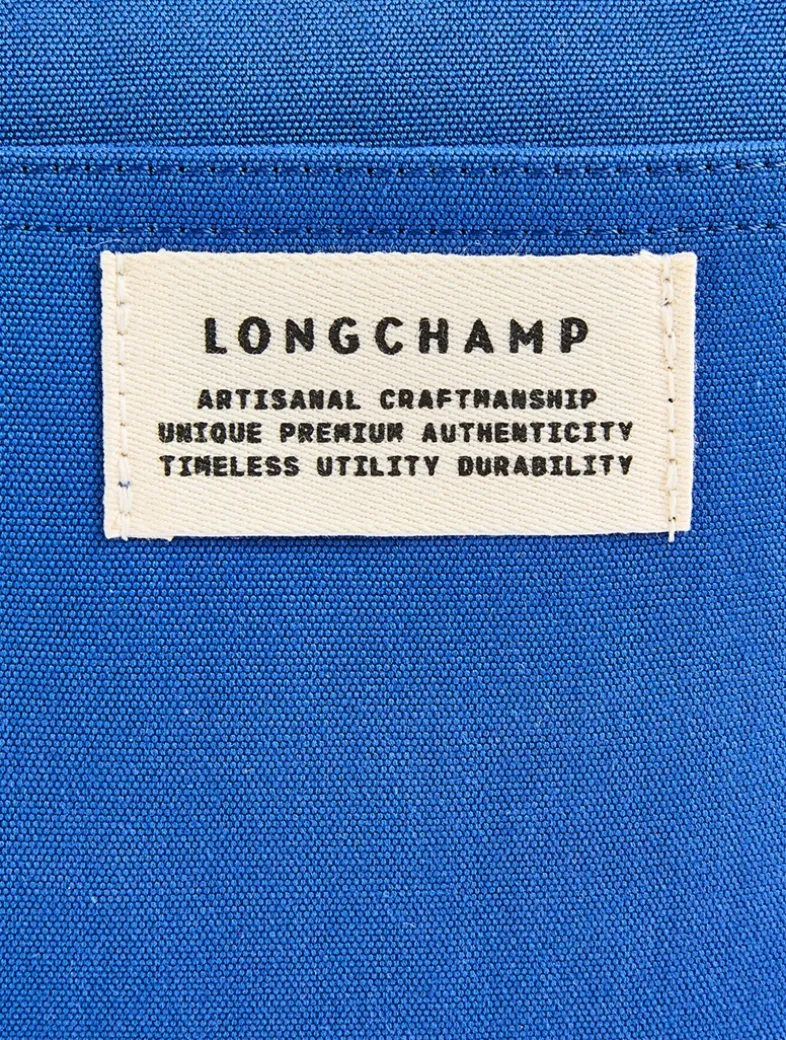 LONGCHAMP
ARTISANAL CRAFTMANSHIP
UNIQUE PREMIUM AUTHENTICITY
TIMELESS UTILITY DURABILITY